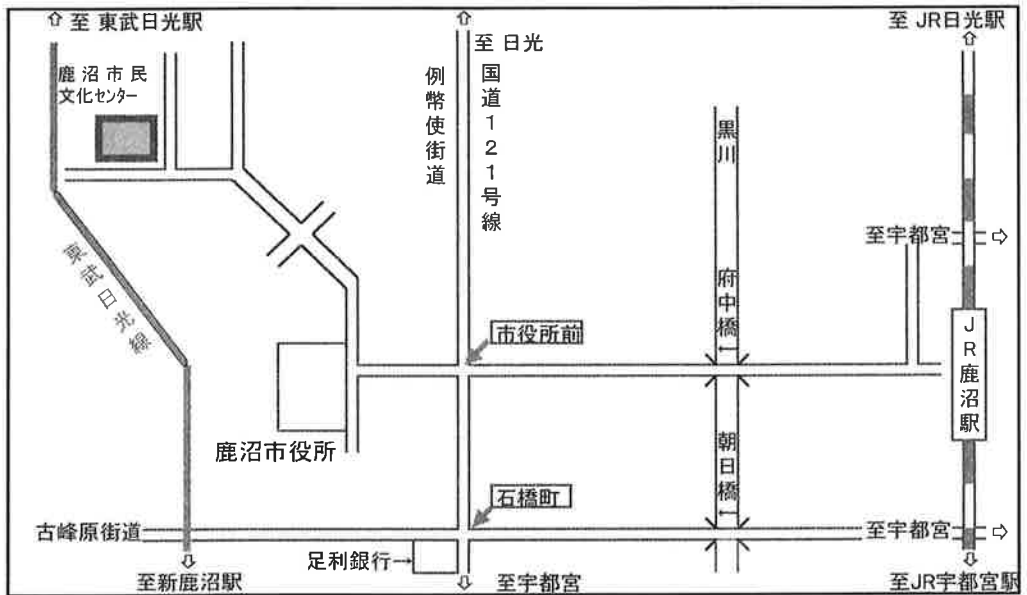 至 東武日光駅
至 日光
至 JR日光駅
鹿沼市民
文化センター
例幣使街道
国道121号線
黒川
至宇都宮
東武日光線
府中橋↓
市役所前
JR鹿沼駅
鹿沼市役所
朝日橋↓
石橋町
古峰原街道
至宇都宮
足利銀行→
至新鹿沼駅
至宇都宮
至JR宇都宮駅